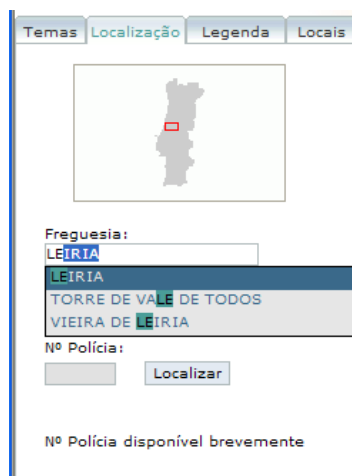 Temas Localização Legenda Locais
Freguesia:
LEIRIA
LEIRIA
TORRE DE VALE DE TODOS
VIEIRA DE LEIRIA
Nº Polícia:
Localizar
Nº Polícia disponível brevemente